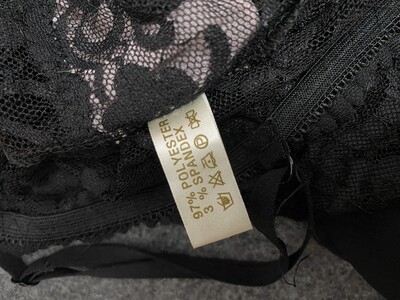 97% POLYESTER
3% SPANDEX